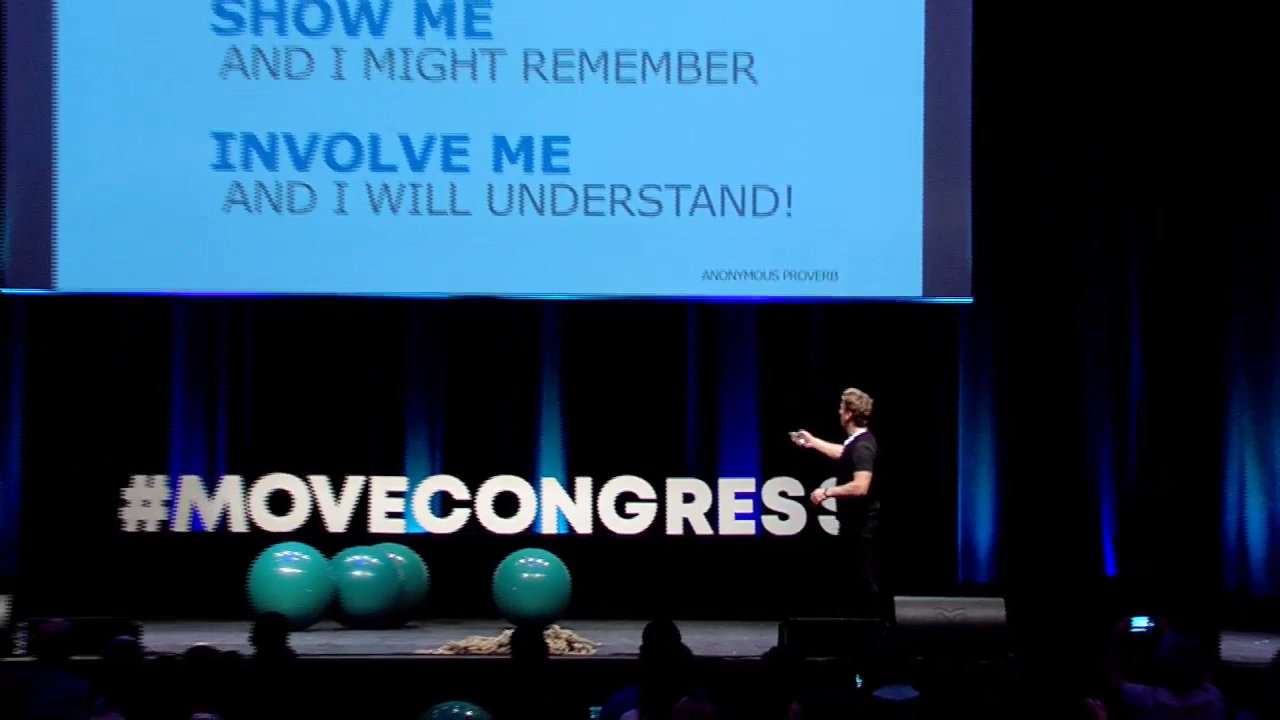 SHOW ME
AND I MIGHT REMEMBER
INVOLVE ME
AND I WILL UNDERSTAND!
ANONYMOUS PROVERB
#MOVECONGRESS